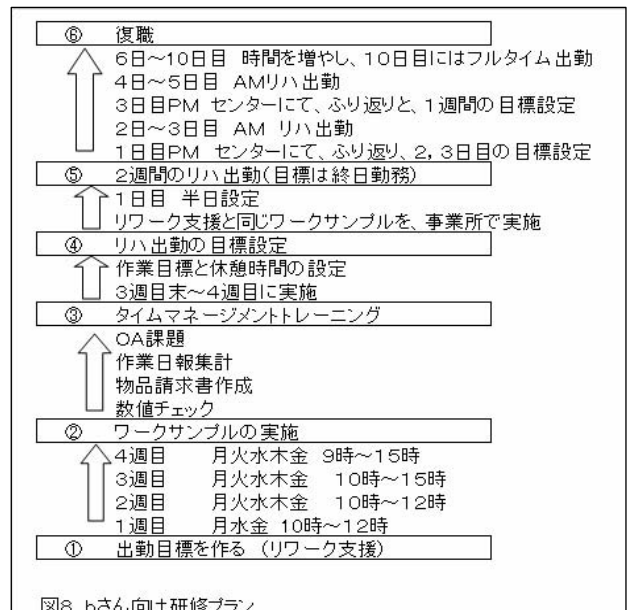 ⑥ 復職
6日～10日目 時間を増やし、10日目にはフルタイム出勤
4日～5日目 AMリハ出勤
3日目PM センターにて、ふり返りと、1週間の目標設定
2日～3日目 AM リハ出勤
1日目PM センターにて、ふり返り、2，3日目の目標設定
⑤ 2週間のリハ出勤（目標は終日勤務）
1日目 半日設定
リワーク支援と同じワークサンプルを、事業所で実施
④ リハ出勤の目標設定
作業目標と休憩時間の設定
3週目末～4週目に実施
③ タイムマネージメントトレーニング
OA課題
作業日報集計
物品請求書作成
数値チェック
② ワークサンプルの実施
4週目 月火水木金 9時～15時
3週目 月火水木金 10時～15時
2週目 月火水木金 10時～12時
1週目 月水金 10時～12時
① 出勤目標を作る （リワーク支援）
図8 bさん向け研修プラン